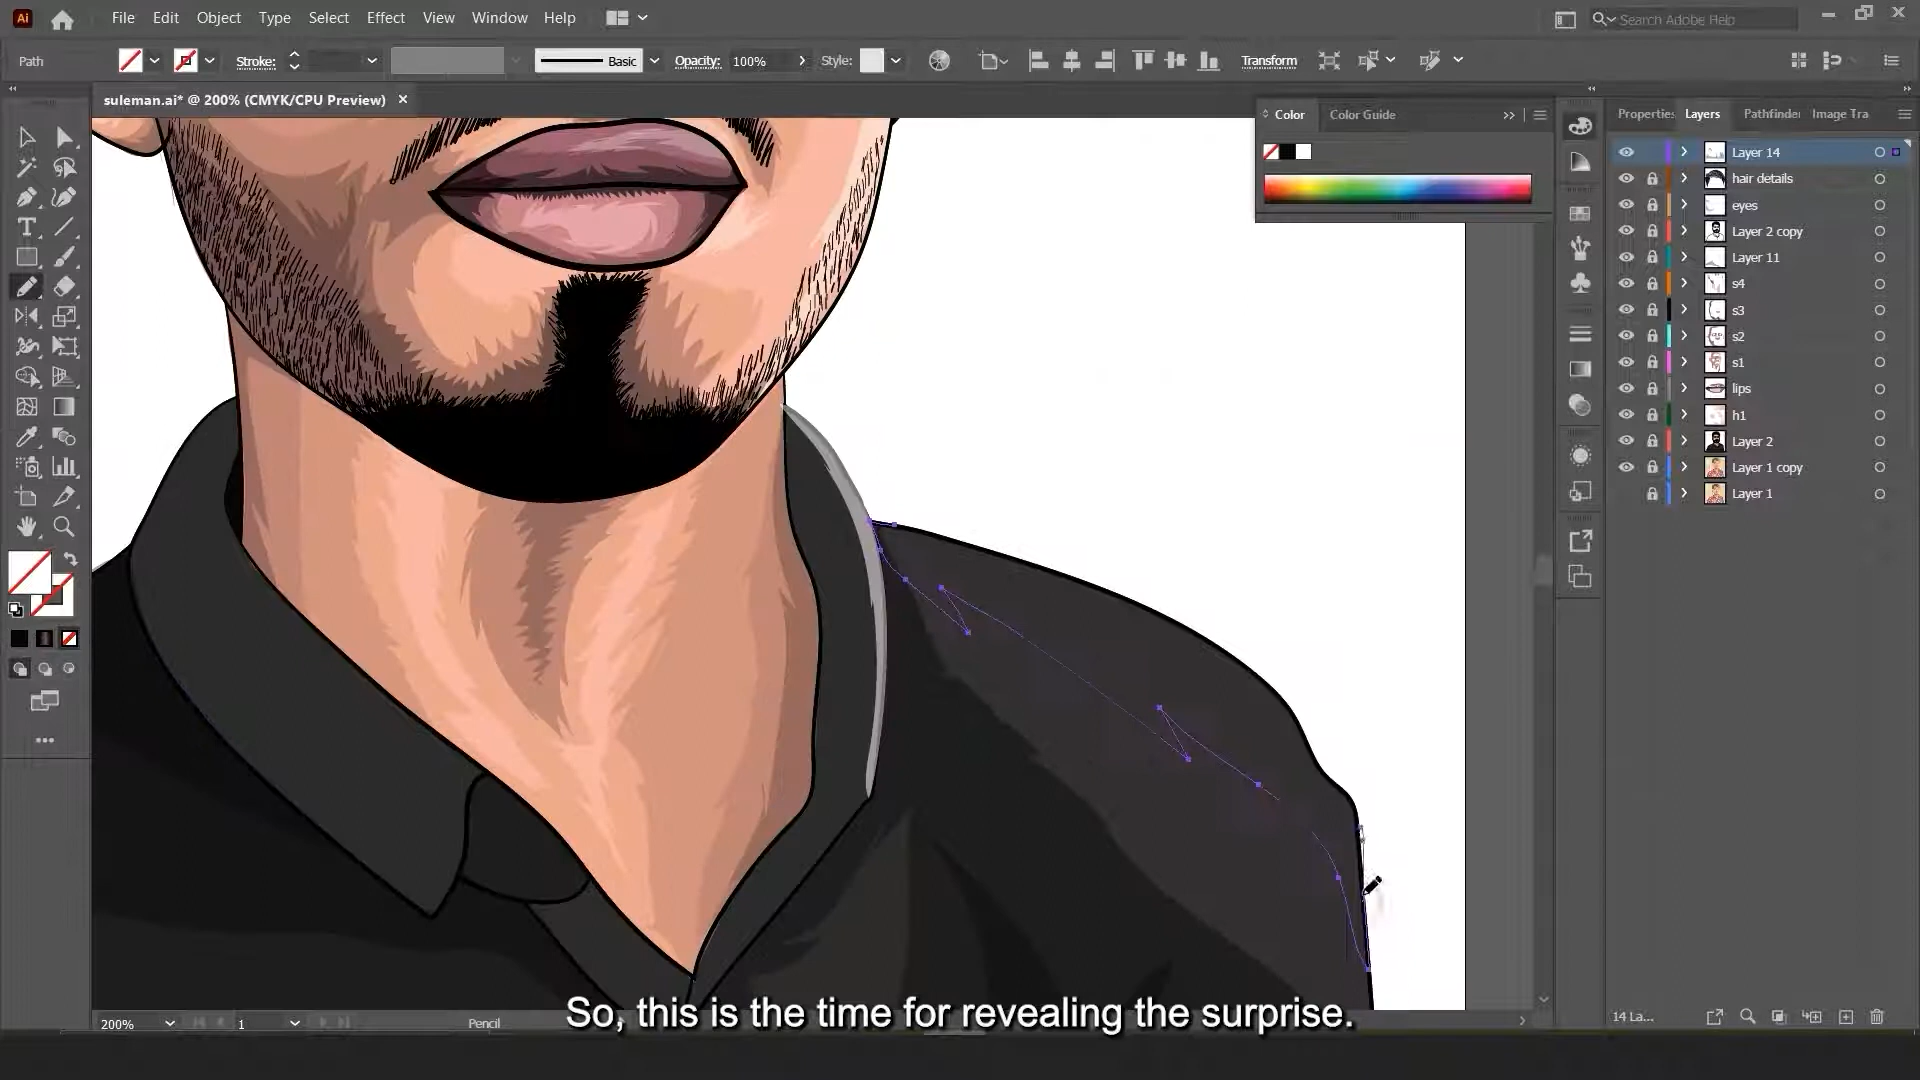 Ai File Edit Object Type Select Effect View Window Help Search Adobe Help
Path Stroke: Basic Opacity: 100% Style: Transform
suleman.ai* @ 200% (CMYK/CPU Preview)
Color Color Guide
Properties Layers Pathfinder Image Tra
Layer 14
hair details
eyes
Layer 2 copy
Layer 11
s4
s3
s2
s1
lips
h1
Layer 2
Layer 1 copy
Layer 1
So, this is the time for revealing the surprise.
200% 1 Pencil
14 La...